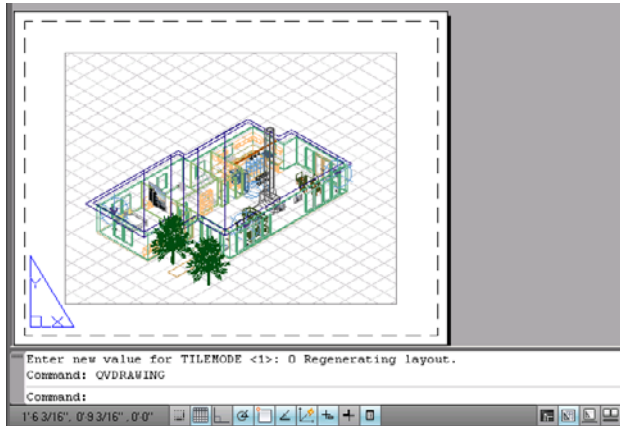 Y
X
Enter new value for TILEMODE <1>: 0 Regenerating layout.
Command: QVDRAWING
Command:
1'6 3/16", 0'9 3/16" , 0'0"